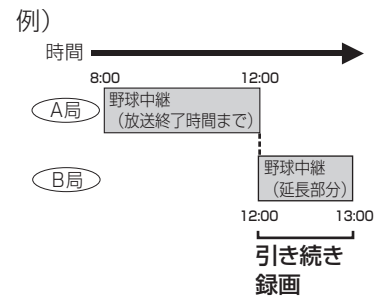 例)
時間
8:00 12:00
A局
野球中継
(放送終了時間まで)
B局
野球中継
(延長部分)
12:00 13:00
引き続き
録画